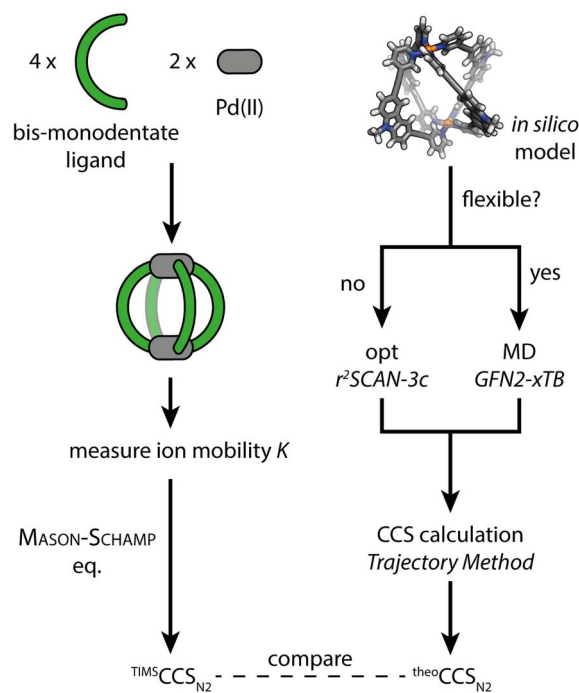 4 x
2 x
Pd(II)
bis-monodentate
ligand
measure ion mobility K
MASON-SCHAMP
eq.
TIMSCCSN2
in silico
model
flexible?
no
yes
opt
r²SCAN-3c
MD
GFN2-xTB
CCS calculation
Trajectory Method
compare
theoCCSN2